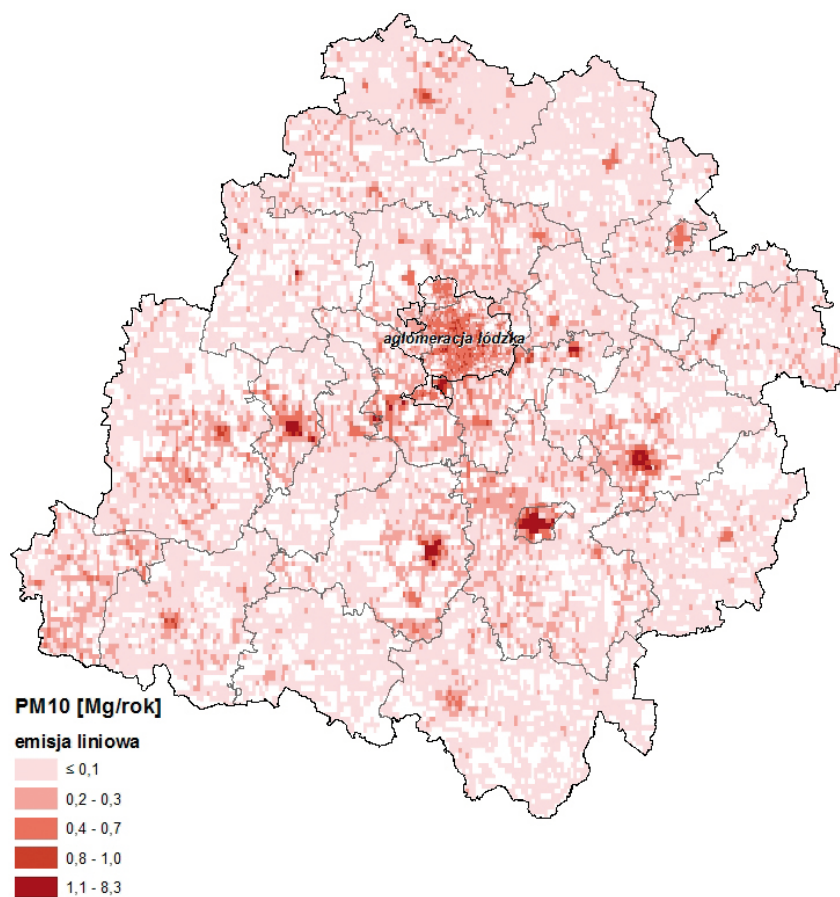 aglomeracja łódzka
PM10 [Mg/rok]
emisja liniowa
≤ 0,1
0,2 - 0,3
0,4 - 0,7
0,8 - 1,0
1,1 - 8,3